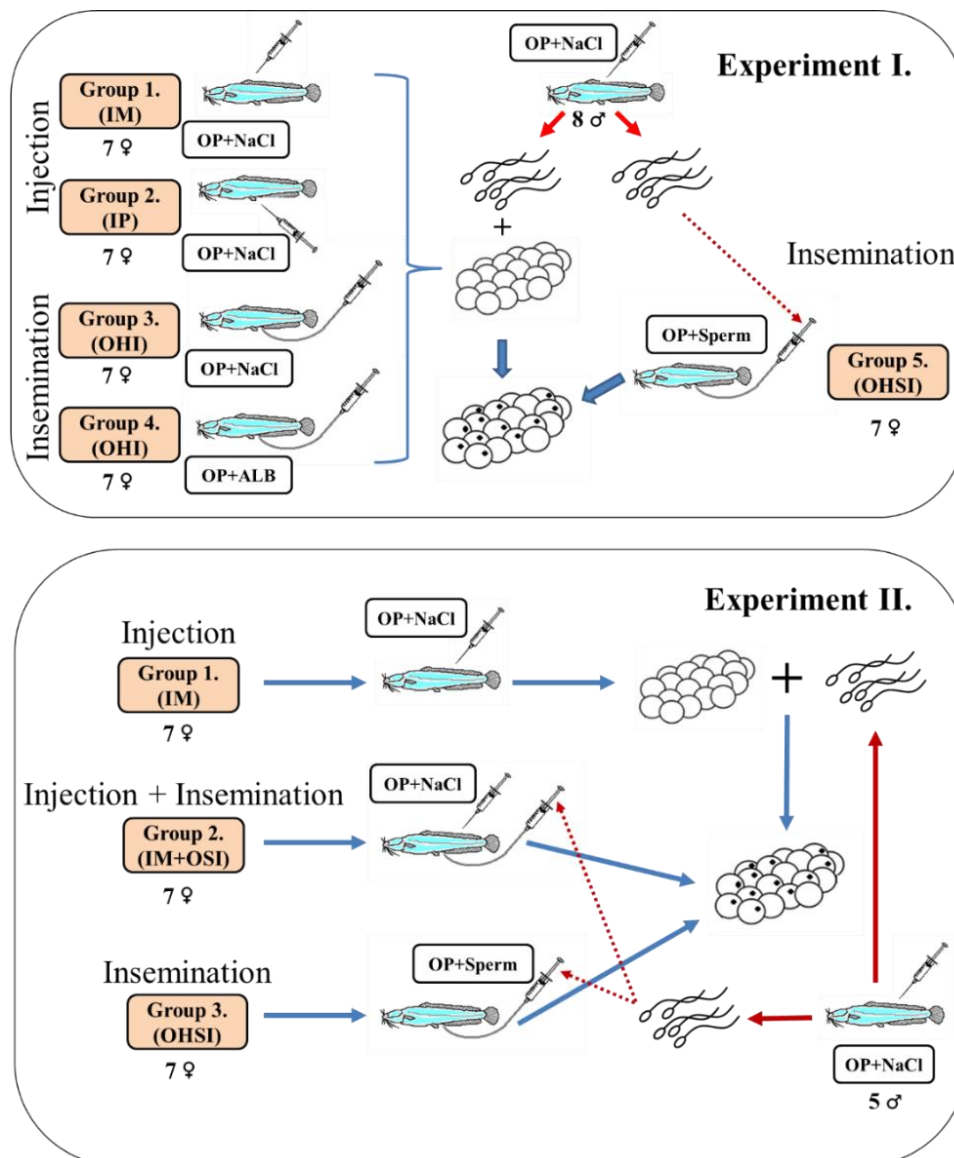 Experiment I.
Injection
Group 1.
(IM)
7 ♀
OP+NaCl
Group 2.
(IP)
7 ♀
OP+NaCl
Insemination
Group 3.
(OHI)
7 ♀
OP+NaCl
Group 4.
(OHI)
7 ♀
OP+ALB
OP+NaCl
8 ♂
+
Insemination
OP+Sperm
Group 5.
(OHSI)
7 ♀
Experiment II.
Injection
Group 1.
(IM)
7 ♀
OP+NaCl
+
Injection + Insemination
Group 2.
(IM+OSI)
7 ♀
OP+NaCl
Insemination
Group 3.
(OHSI)
7 ♀
OP+Sperm
OP+NaCl
5 ♂